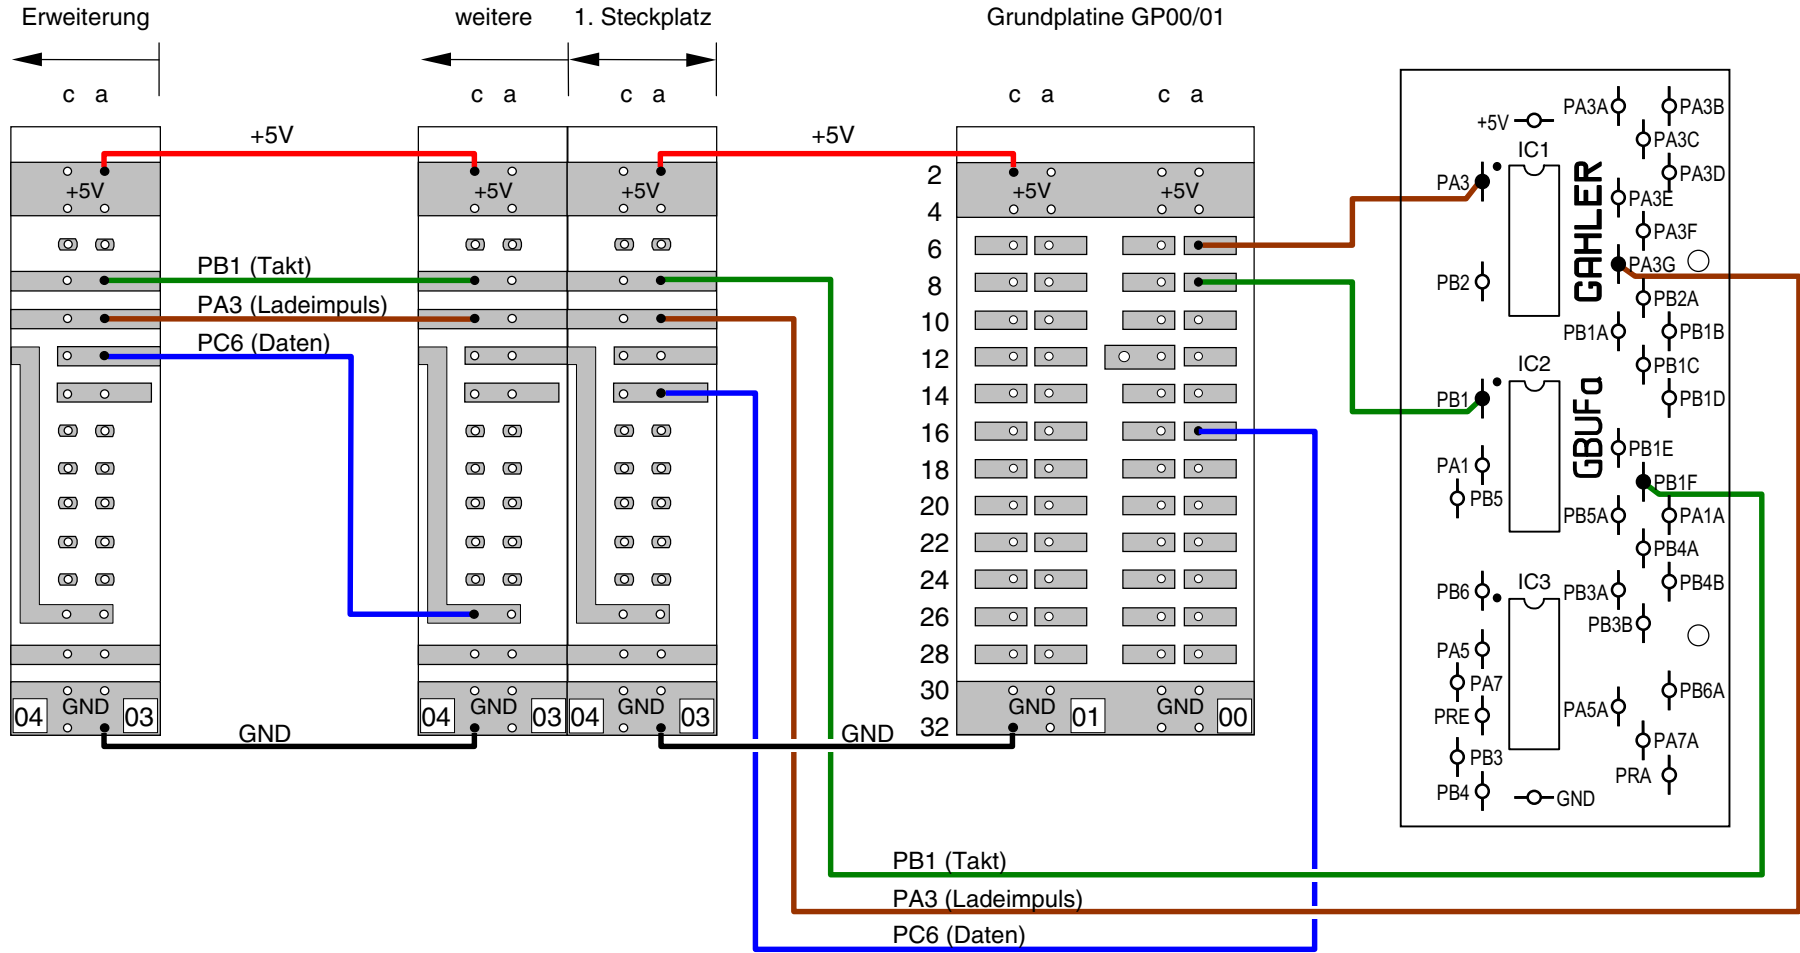 Erweiterung
weitere
1. Steckplatz
Grundplatine GP00/01
c a
c a
c a
c a
c a
+5V
+5V
+5V
+5V
+5V
+5V
+5V
2
4
6
8
10
12
14
16
18
20
22
24
26
28
30
32
PB1 (Takt)
PA3 (Ladeimpuls)
PC6 (Daten)
04
GND
03
04
GND
03
04
GND
03
GND
01
GND
00
GND
GND
PB1 (Takt)
PA3 (Ladeimpuls)
PC6 (Daten)
+5V
IC1
PA3
PB2
IC2
PB1
PA1
PB5
IC3
PB6
PA5
PA7
PRE
PB3
PB4
GND
GAHLER
GBUFa
PA3A
PA3B
PA3C
PA3D
PA3E
PA3F
PA3G
PB2A
PB1A
PB1B
PB1C
PB1D
PB1E
PB1F
PB5A
PA1A
PB4A
PB4B
PB3A
PB3B
PB6A
PA5A
PA7A
PRA